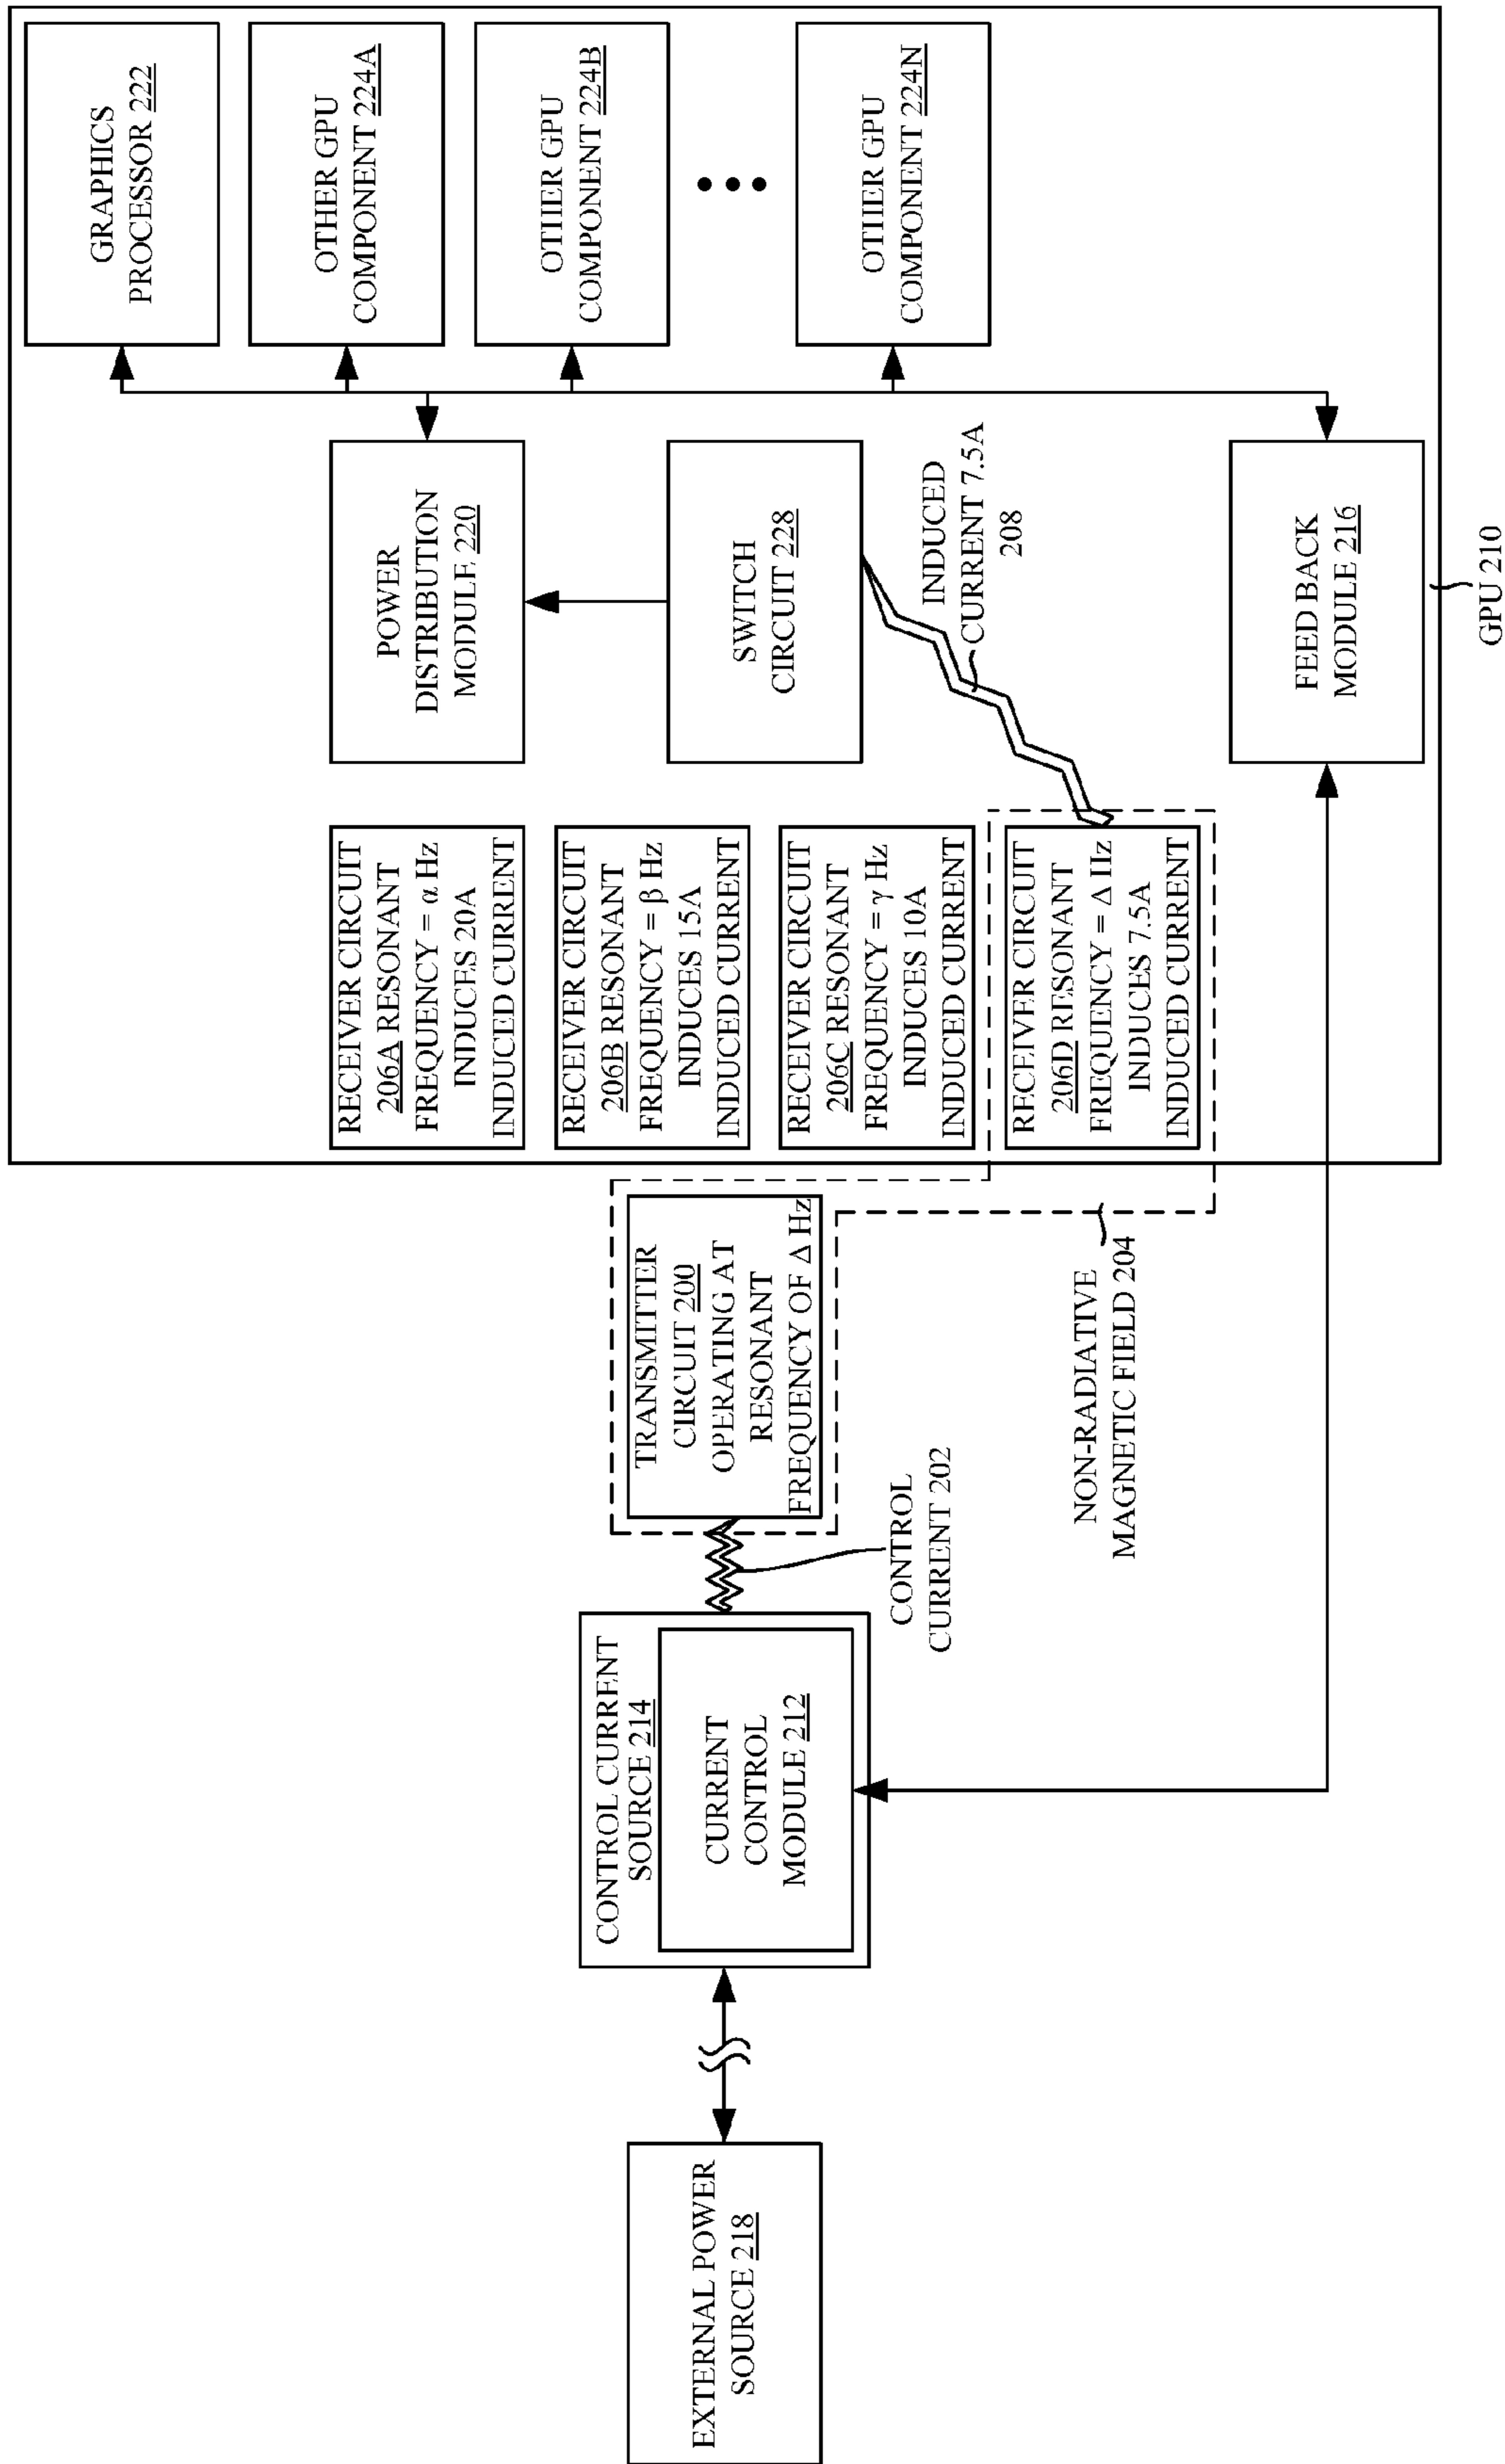 EXTERNAL POWER
SOURCE 218
CONTROL CURRENT
SOURCE 214
CURRENT
CONTROL
MODULE 212
CONTROL
CURRENT 202
TRANSMITTER
CIRCUIT 200
OPERATING AT
RESONANT
FREQUENCY OF Δ Hz
NON-RADIATIVE
MAGNETIC FIELD 204
RECEIVER CIRCUIT
206A RESONANT
FREQUENCY = α Hz
INDUCES 20A
INDUCED CURRENT
RECEIVER CIRCUIT
206B RESONANT
FREQUENCY = β Hz
INDUCES 15A
INDUCED CURRENT
RECEIVER CIRCUIT
206C RESONANT
FREQUENCY = γ Hz
INDUCES 10A
INDUCED CURRENT
RECEIVER CIRCUIT
206D RESONANT
FREQUENCY = Δ Hz
INDUCES 7.5A
INDUCED CURRENT
POWER
DISTRIBUTION
MODULE 220
SWITCH
CIRCUIT 228
INDUCED
CURRENT 7.5A
208
FEED BACK
MODULE 216
GPU 210
GRAPHICS
PROCESSOR 222
OTHER GPU
COMPONENT 224A
OTHER GPU
COMPONENT 224B
OTHER GPU
COMPONENT 224N